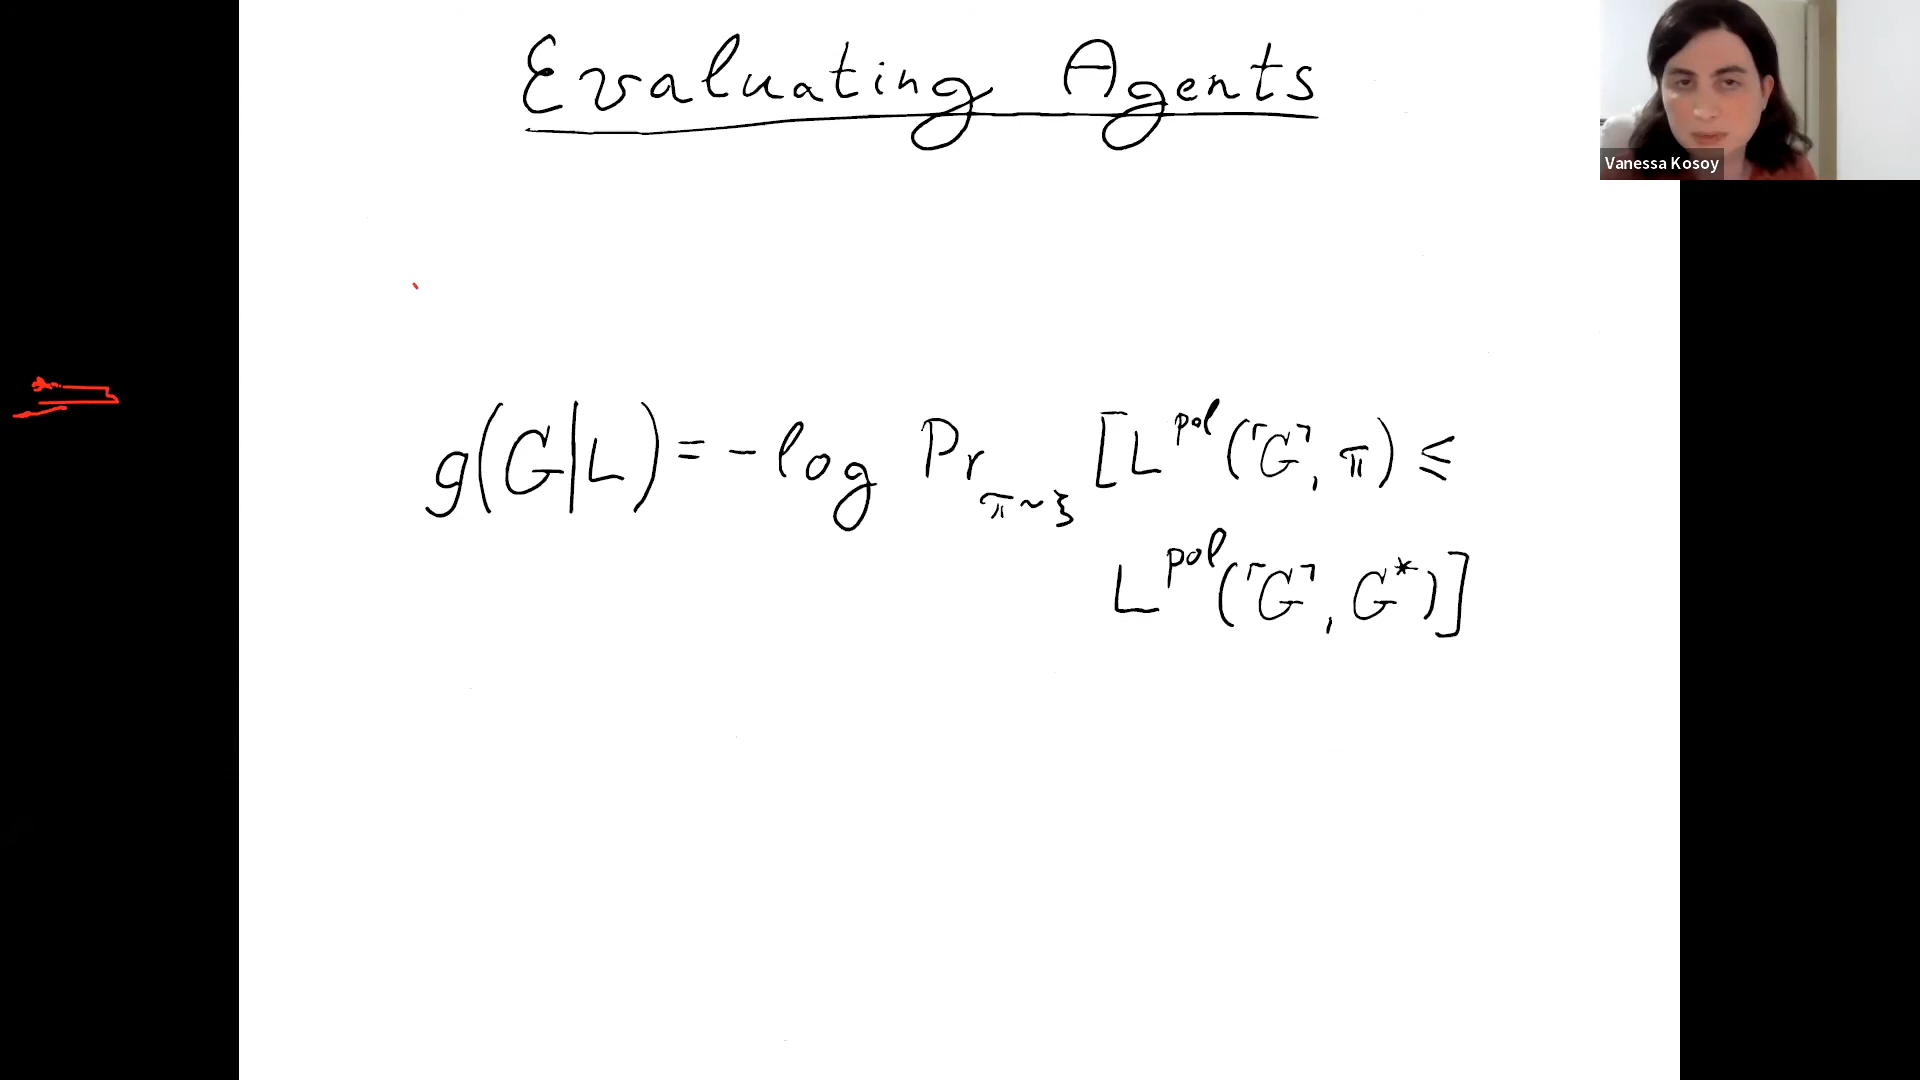 Evaluating Agents
Vanessa Kosoy
g(G|L) = -log Pr_{π~ξ} [L^{pol}(⌜G⌝, π) ⩽
L^{pol}(⌜G⌝, G*)]